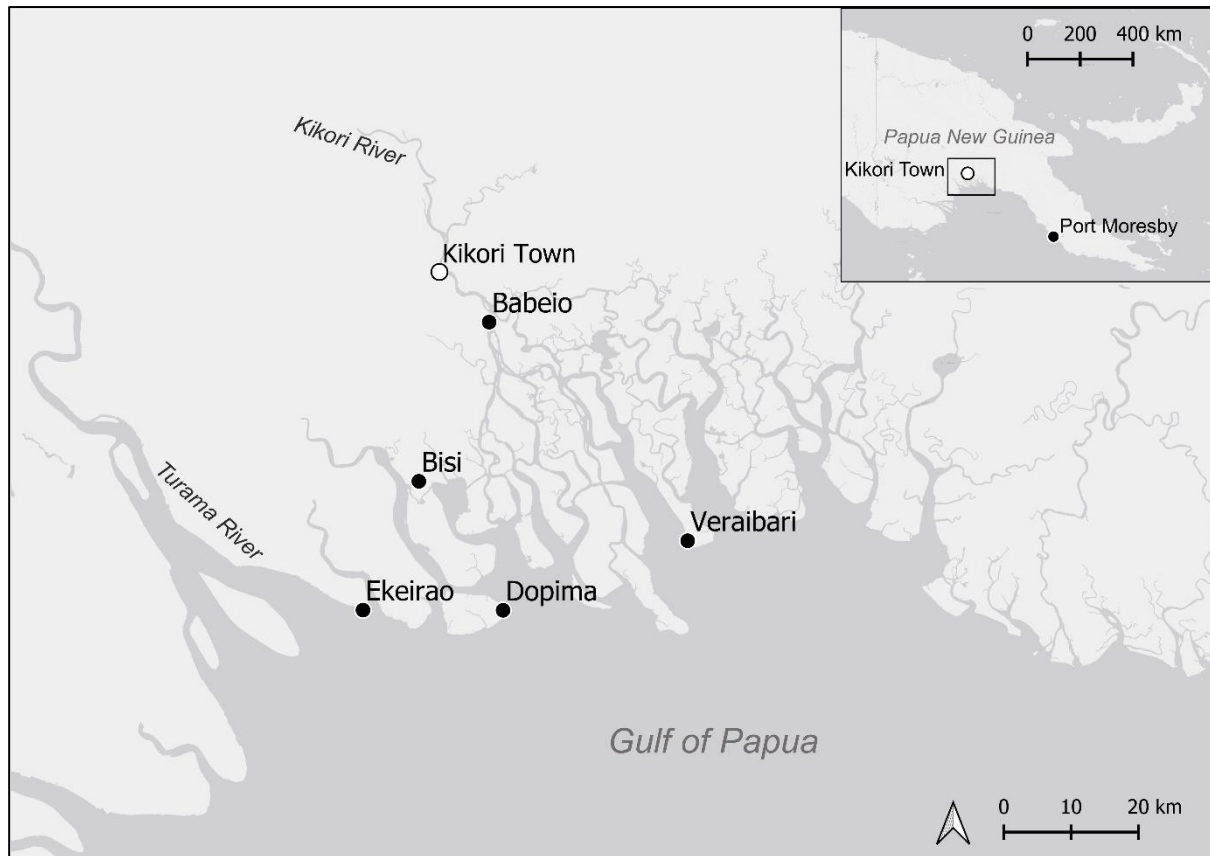 0 200 400 km
Papua New Guinea
Kikori Town
Port Moresby
Kikori River
Kikori Town
Babeio
Bisi
Turama River
Veraibari
Ekeirao
Dopima
Gulf of Papua
0 10 20 km